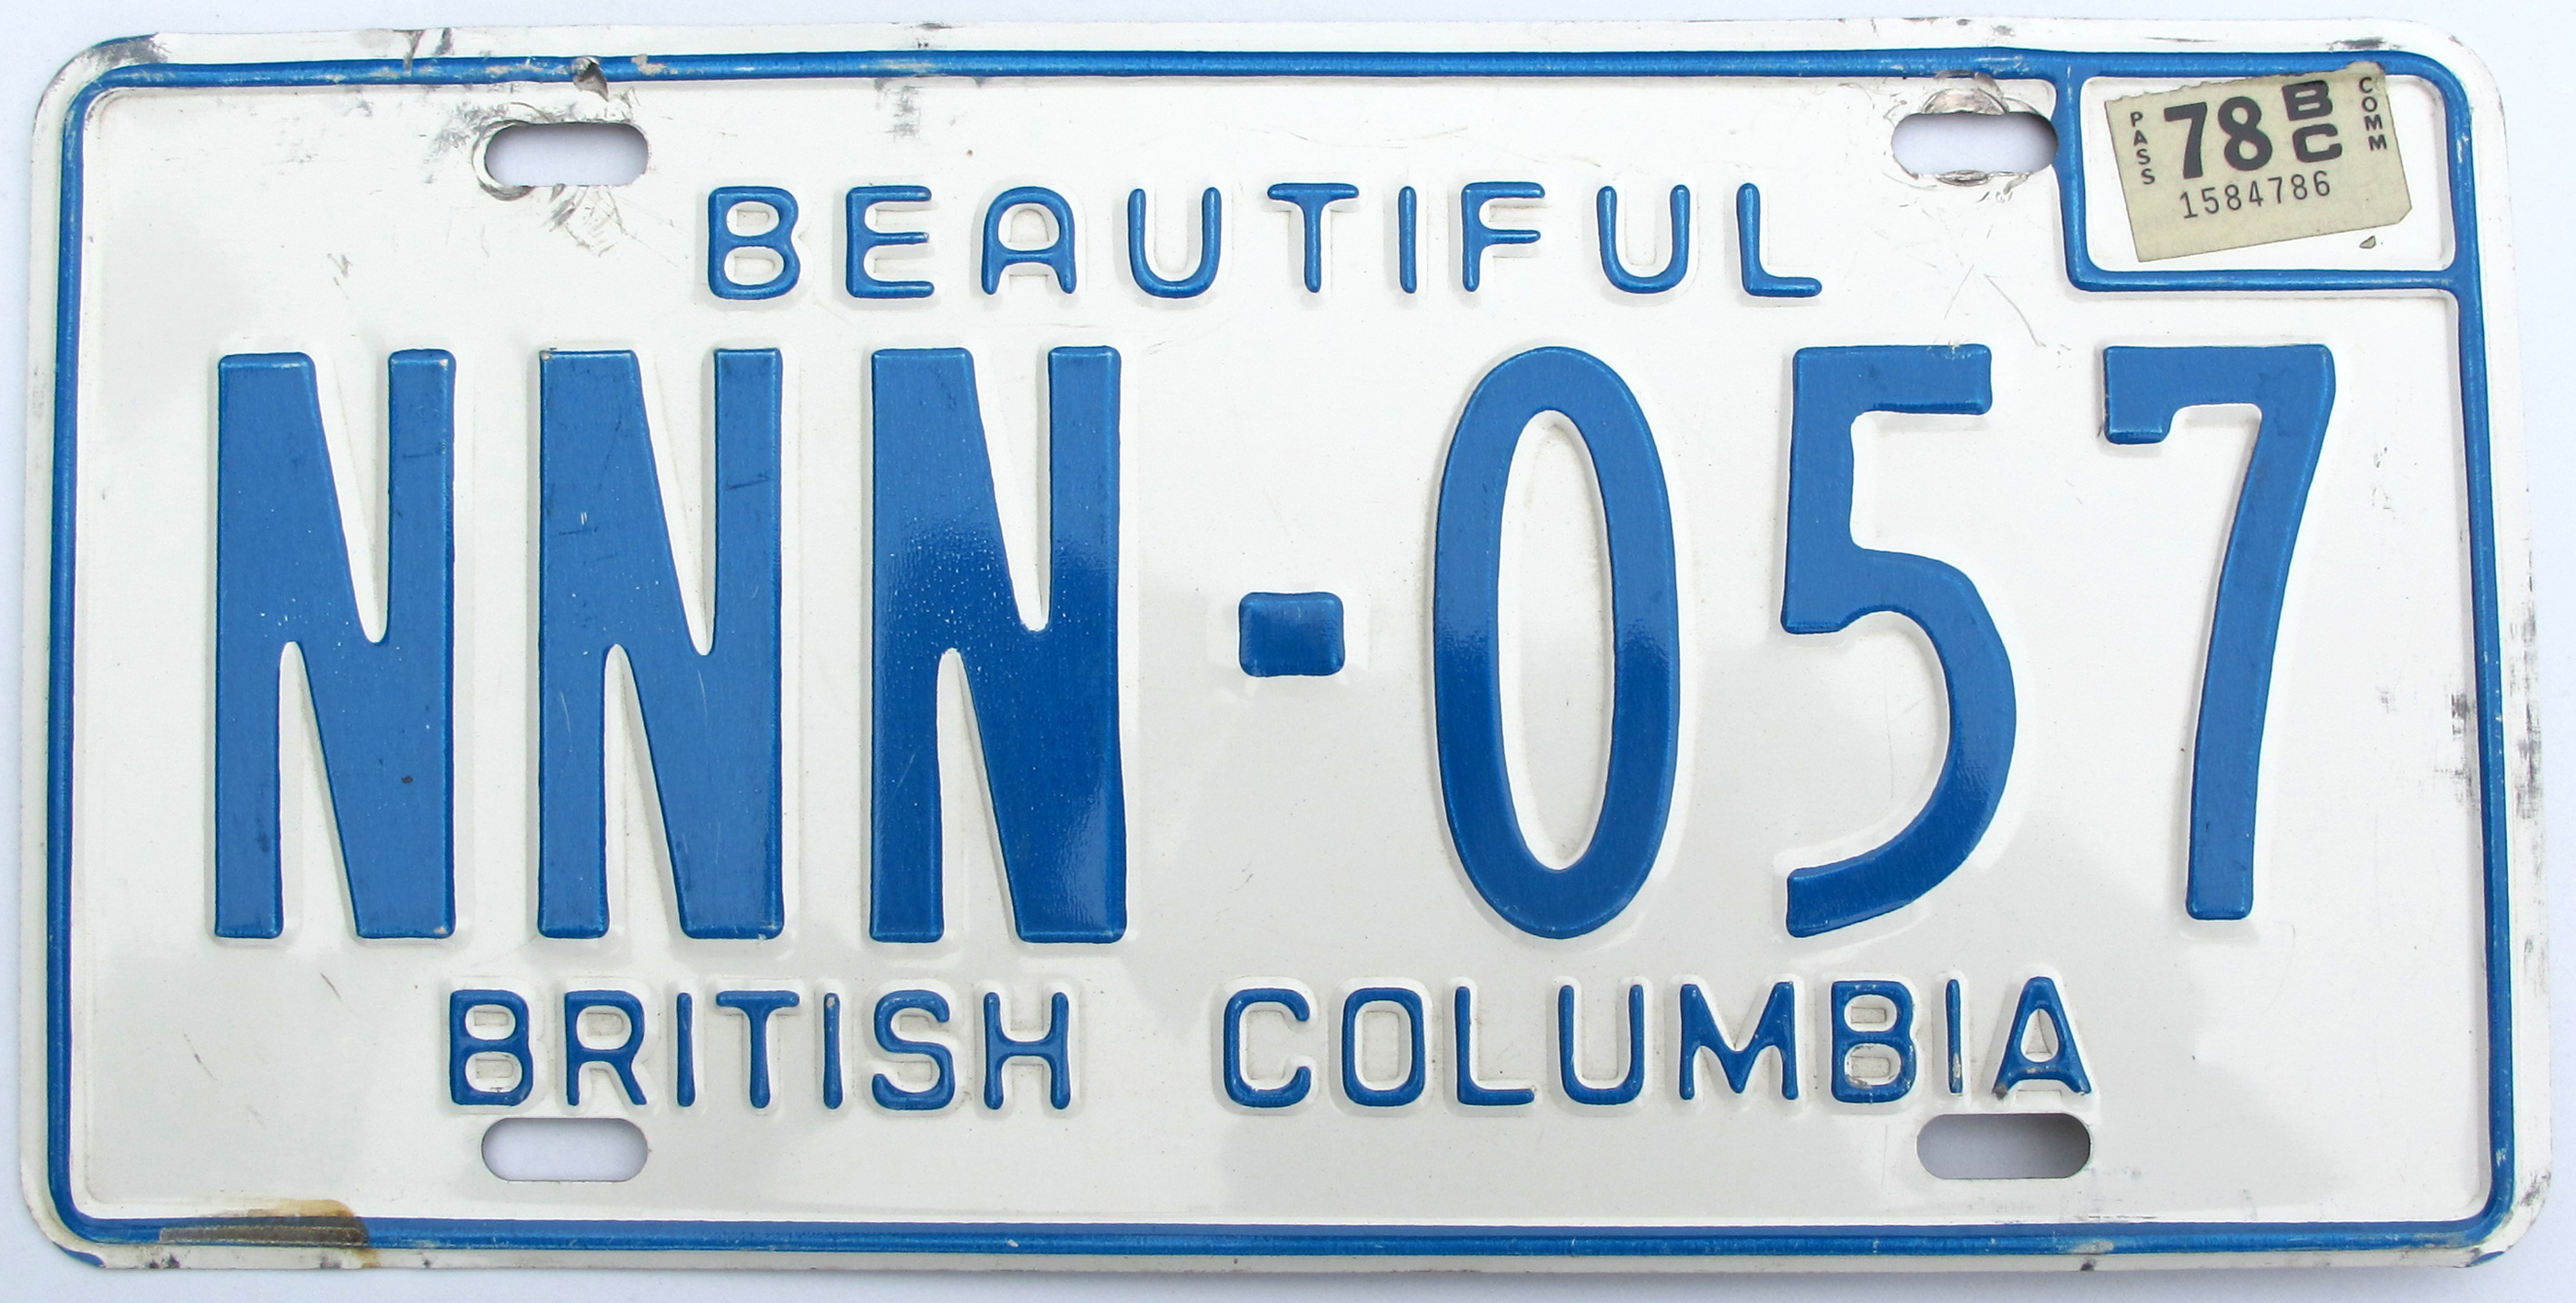 PASS 78 BC COMM
1584786
BEAUTIFUL
NNN-057
BRITISH COLUMBIA